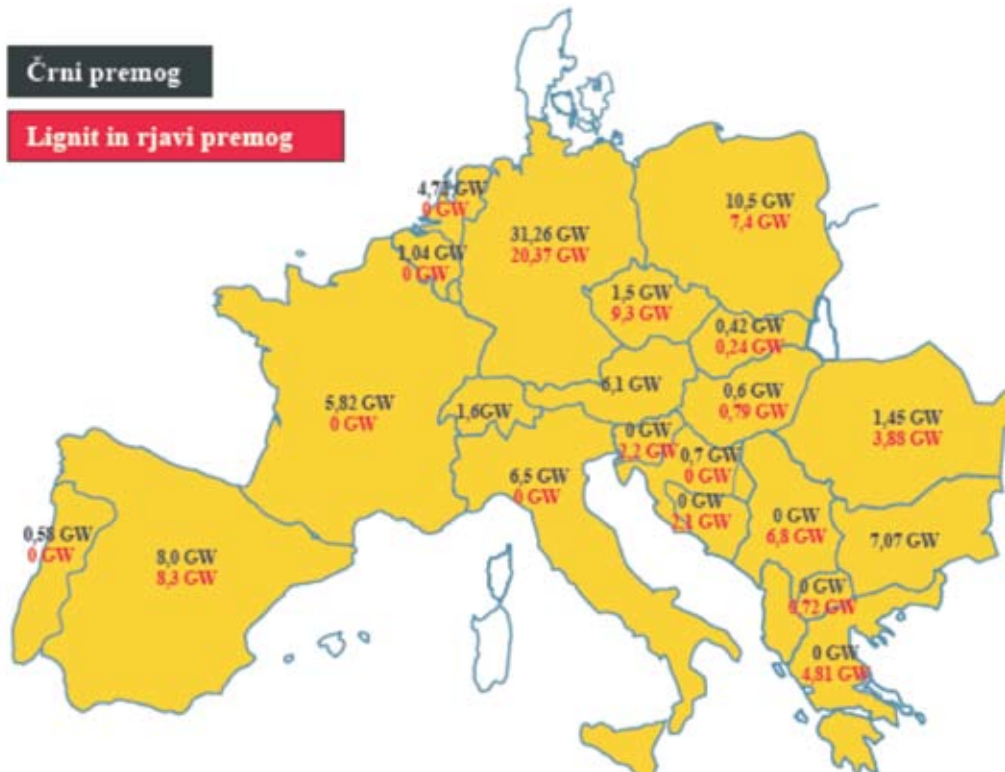 Črni premog
Lignit in rjavi premog
4,72 GW
0 GW
10,5 GW
7,4 GW
31,26 GW
20,37 GW
1,04 GW
0 GW
1,5 GW
9,3 GW
0,42 GW
0,24 GW
6,1 GW
0,6 GW
0,79 GW
5,82 GW
0 GW
1,6GW
1,45 GW
3,88 GW
0 GW
2,2 GW
0,7 GW
0 GW
6,5 GW
0 GW
0 GW
2,1 GW
0 GW
6,8 GW
7,07 GW
0,58 GW
0 GW
8,0 GW
8,3 GW
0 GW
0,72 GW
0 GW
4,81 GW